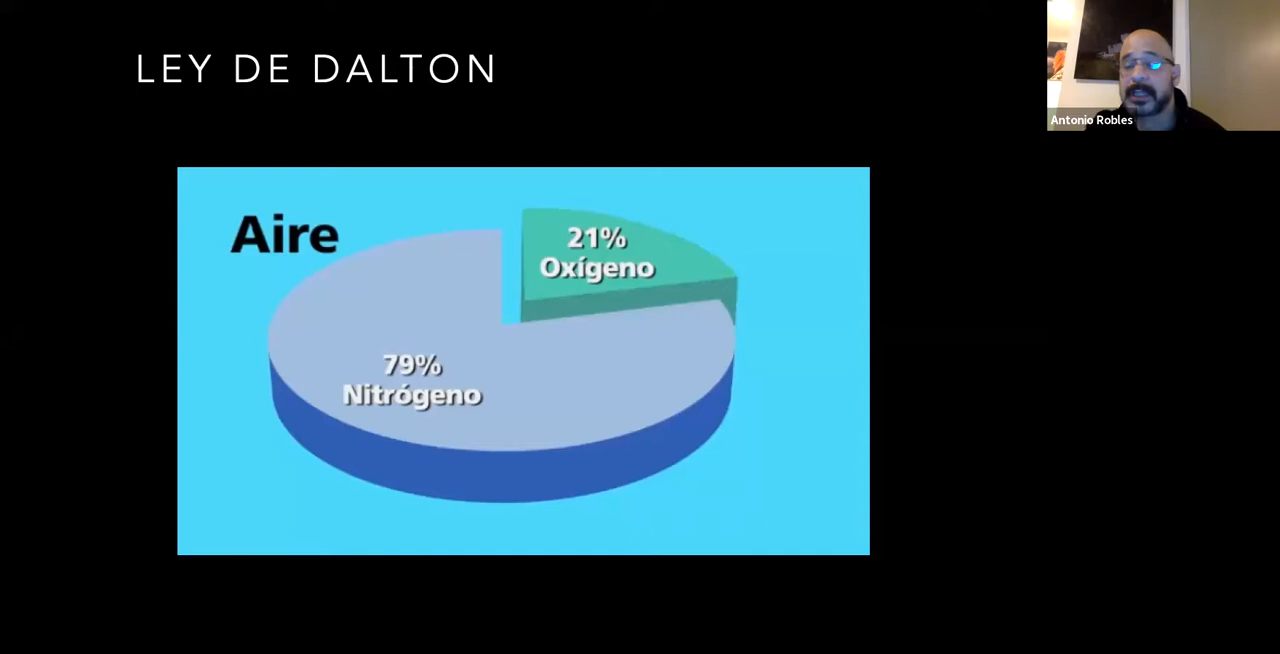 LEY DE DALTON
Antonio Robles
Aire
21%
Oxígeno
79%
Nitrógeno